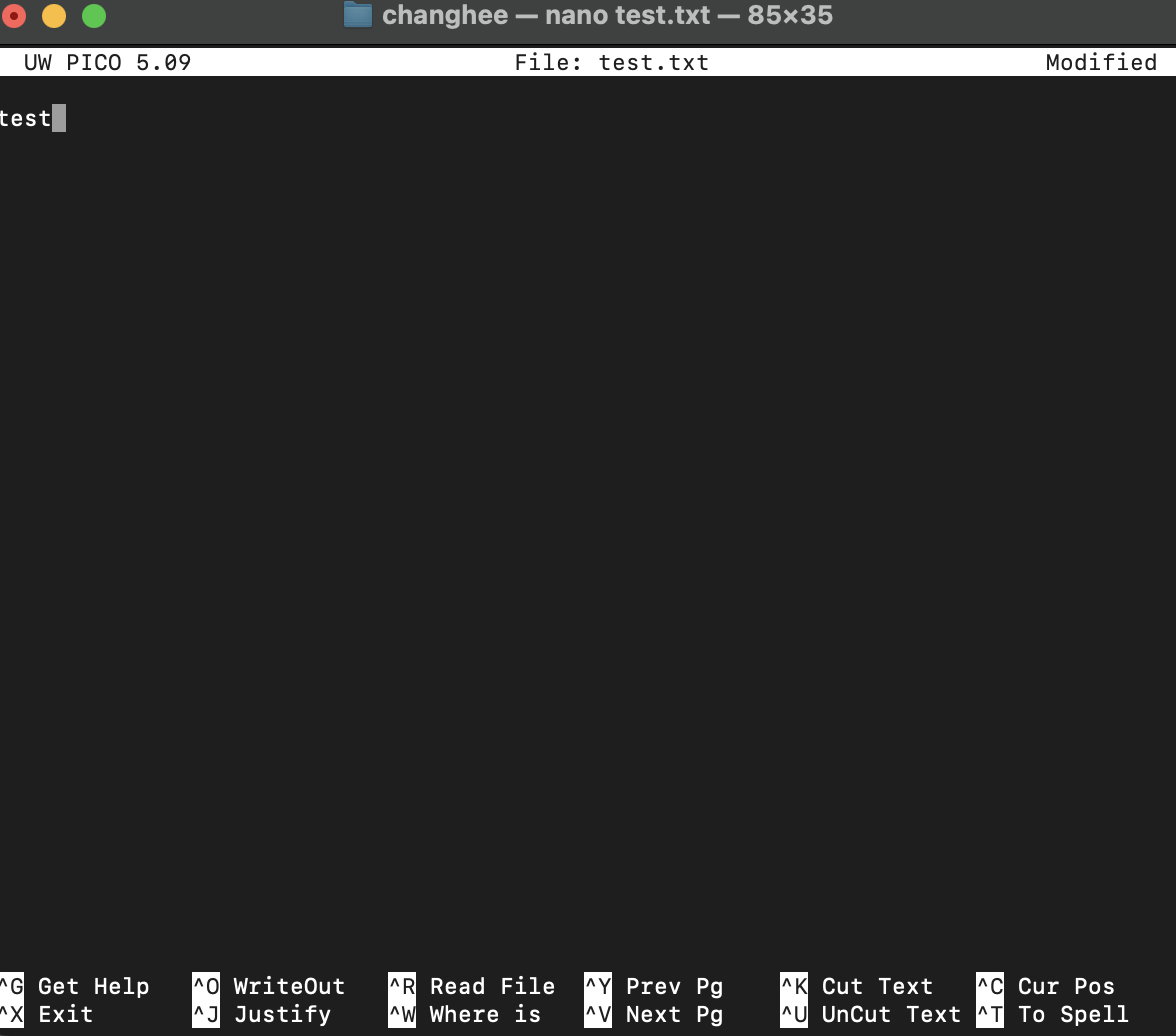 changhee — nano test.txt — 85×35
UW PICO 5.09 File: test.txt Modified
test
^G Get Help ^O WriteOut ^R Read File ^Y Prev Pg ^K Cut Text ^C Cur Pos
^X Exit ^J Justify ^W Where is ^V Next Pg ^U UnCut Text ^T To Spell